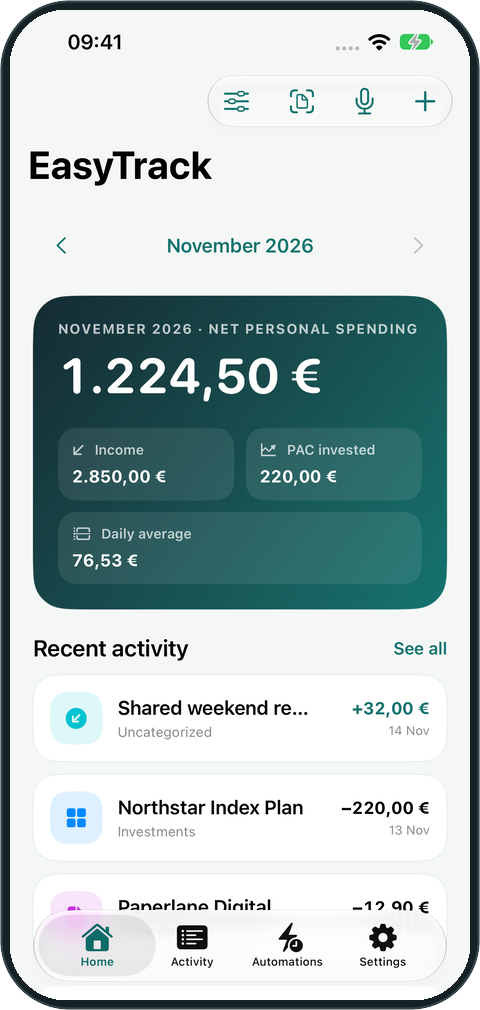 09:41
EasyTrack
November 2026
NOVEMBER 2026 · NET PERSONAL SPENDING
1.224,50 €
Income
2.850,00 €
PAC invested
220,00 €
Daily average
76,53 €
Recent activity
See all
Shared weekend re...
+32,00 €
Uncategorized
14 Nov
Northstar Index Plan
−220,00 €
Investments
13 Nov
Paperlane Digital
−12,90 €
Home
Activity
Automations
Settings